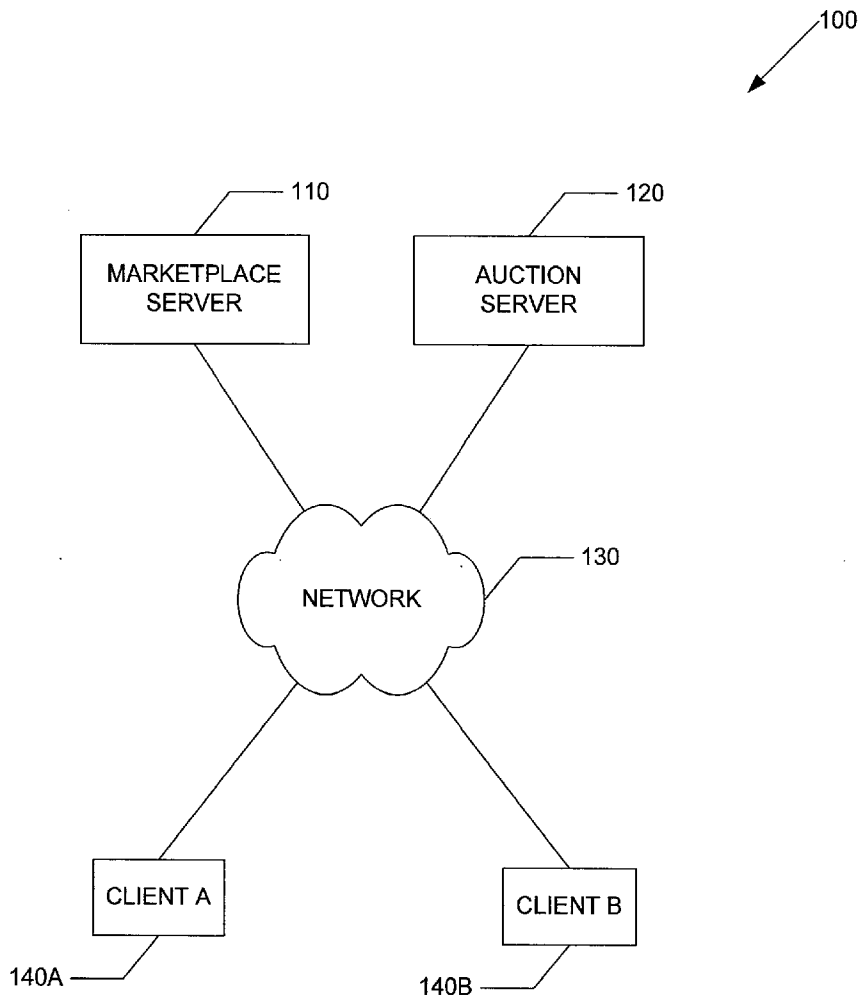 100
110
120
MARKETPLACE
SERVER
AUCTION
SERVER
130
NETWORK
CLIENT A
CLIENT B
140A
140B